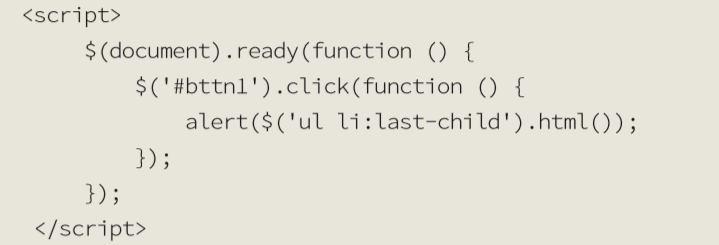 <script>
$(document).ready(function () {
$('#bttn1').click(function () {
alert($('ul li:last-child').html());
});
});
</script>